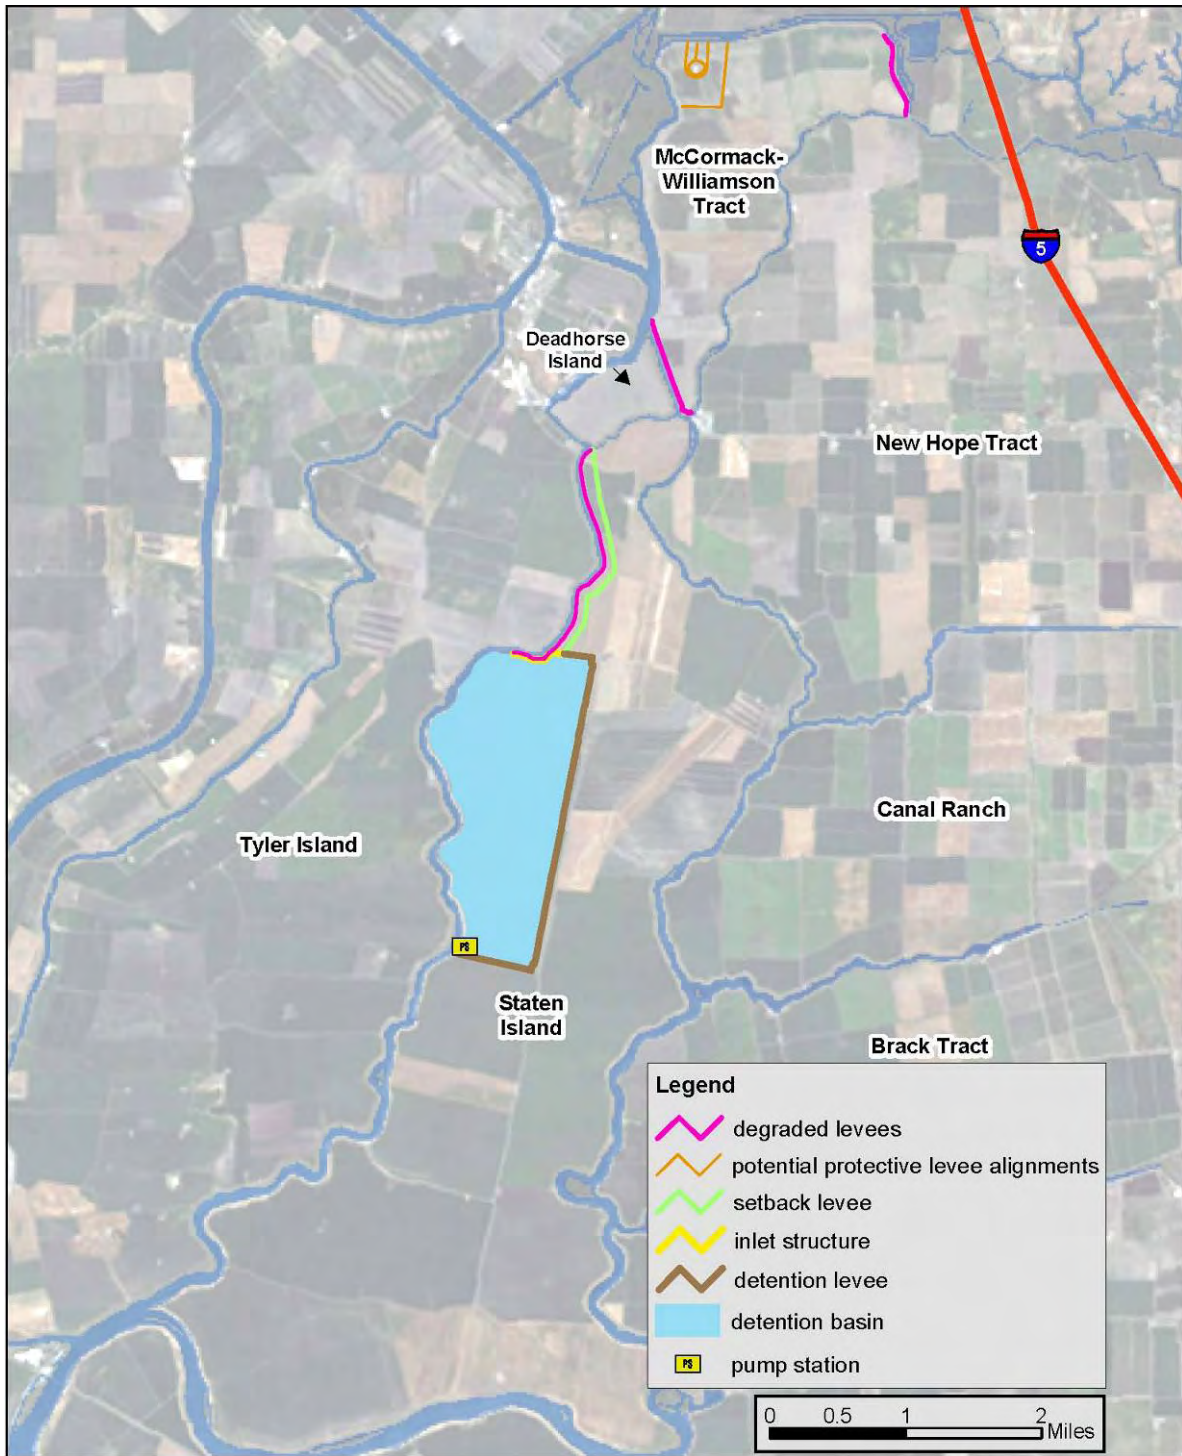 McCormack-
Williamson
Tract
5
Deadhorse
Island
New Hope Tract
Canal Ranch
Tyler Island
PS
Staten
Island
Brack Tract
Legend
degraded levees
potential protective levee alignments
setback levee
inlet structure
detention levee
detention basin
PS pump station
0 0.5 1 2
Miles